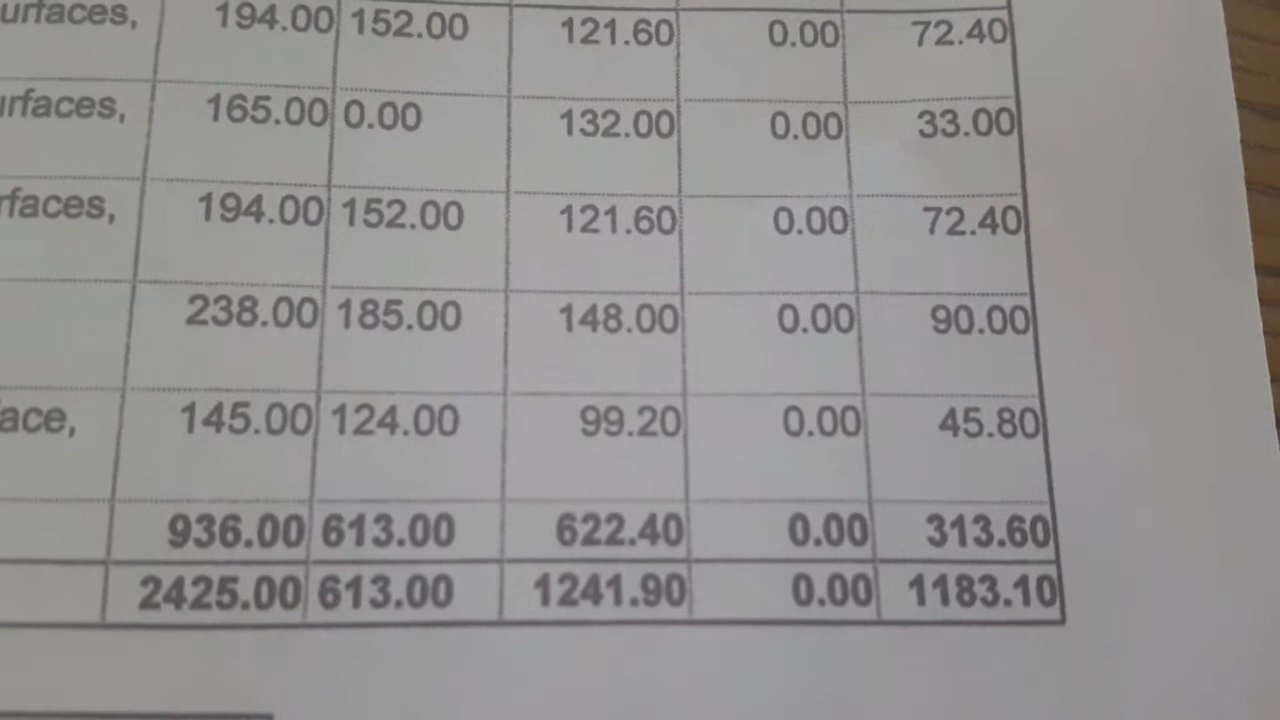 urfaces, 194.00 152.00 121.60 0.00 72.40
urfaces, 165.00 0.00 132.00 0.00 33.00
rfaces, 194.00 152.00 121.60 0.00 72.40
238.00 185.00 148.00 0.00 90.00
ace, 145.00 124.00 99.20 0.00 45.80
936.00 613.00 622.40 0.00 313.60
2425.00 613.00 1241.90 0.00 1183.10